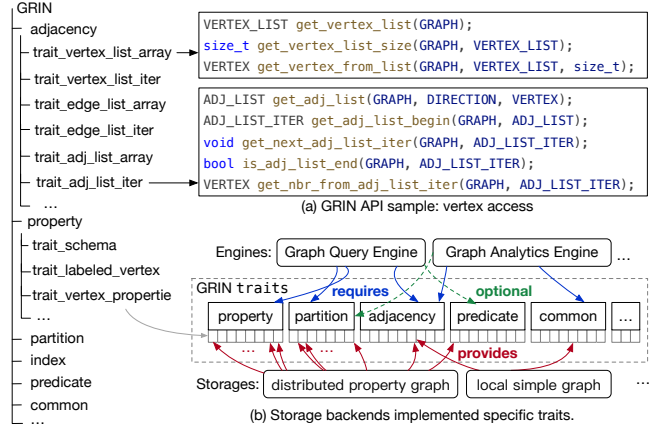 GRIN
adjacency
trait_vertex_list_array
trait_vertex_list_iter
trait_edge_list_array
trait_edge_list_iter
trait_adj_list_array
trait_adj_list_iter
...
property
trait_schema
trait_labeled_vertex
trait_vertex_propertie
...
partition
index
predicate
common
...
VERTEX_LIST get_vertex_list(GRAPH);
size_t get_vertex_list_size(GRAPH, VERTEX_LIST);
VERTEX get_vertex_from_list(GRAPH, VERTEX_LIST, size_t);
ADJ_LIST get_adj_list(GRAPH, DIRECTION, VERTEX);
ADJ_LIST_ITER get_adj_list_begin(GRAPH, ADJ_LIST);
void get_next_adj_list_iter(GRAPH, ADJ_LIST_ITER);
bool is_adj_list_end(GRAPH, ADJ_LIST_ITER);
VERTEX get_nbr_from_adj_list_iter(GRAPH, ADJ_LIST_ITER);
(a) GRIN API sample: vertex access
Engines: Graph Query Engine Graph Analytics Engine ...
GRIN traits requires optional
property partition adjacency predicate common ...
... ... provides
Storages: distributed property graph local simple graph ...
(b) Storage backends implemented specific traits.